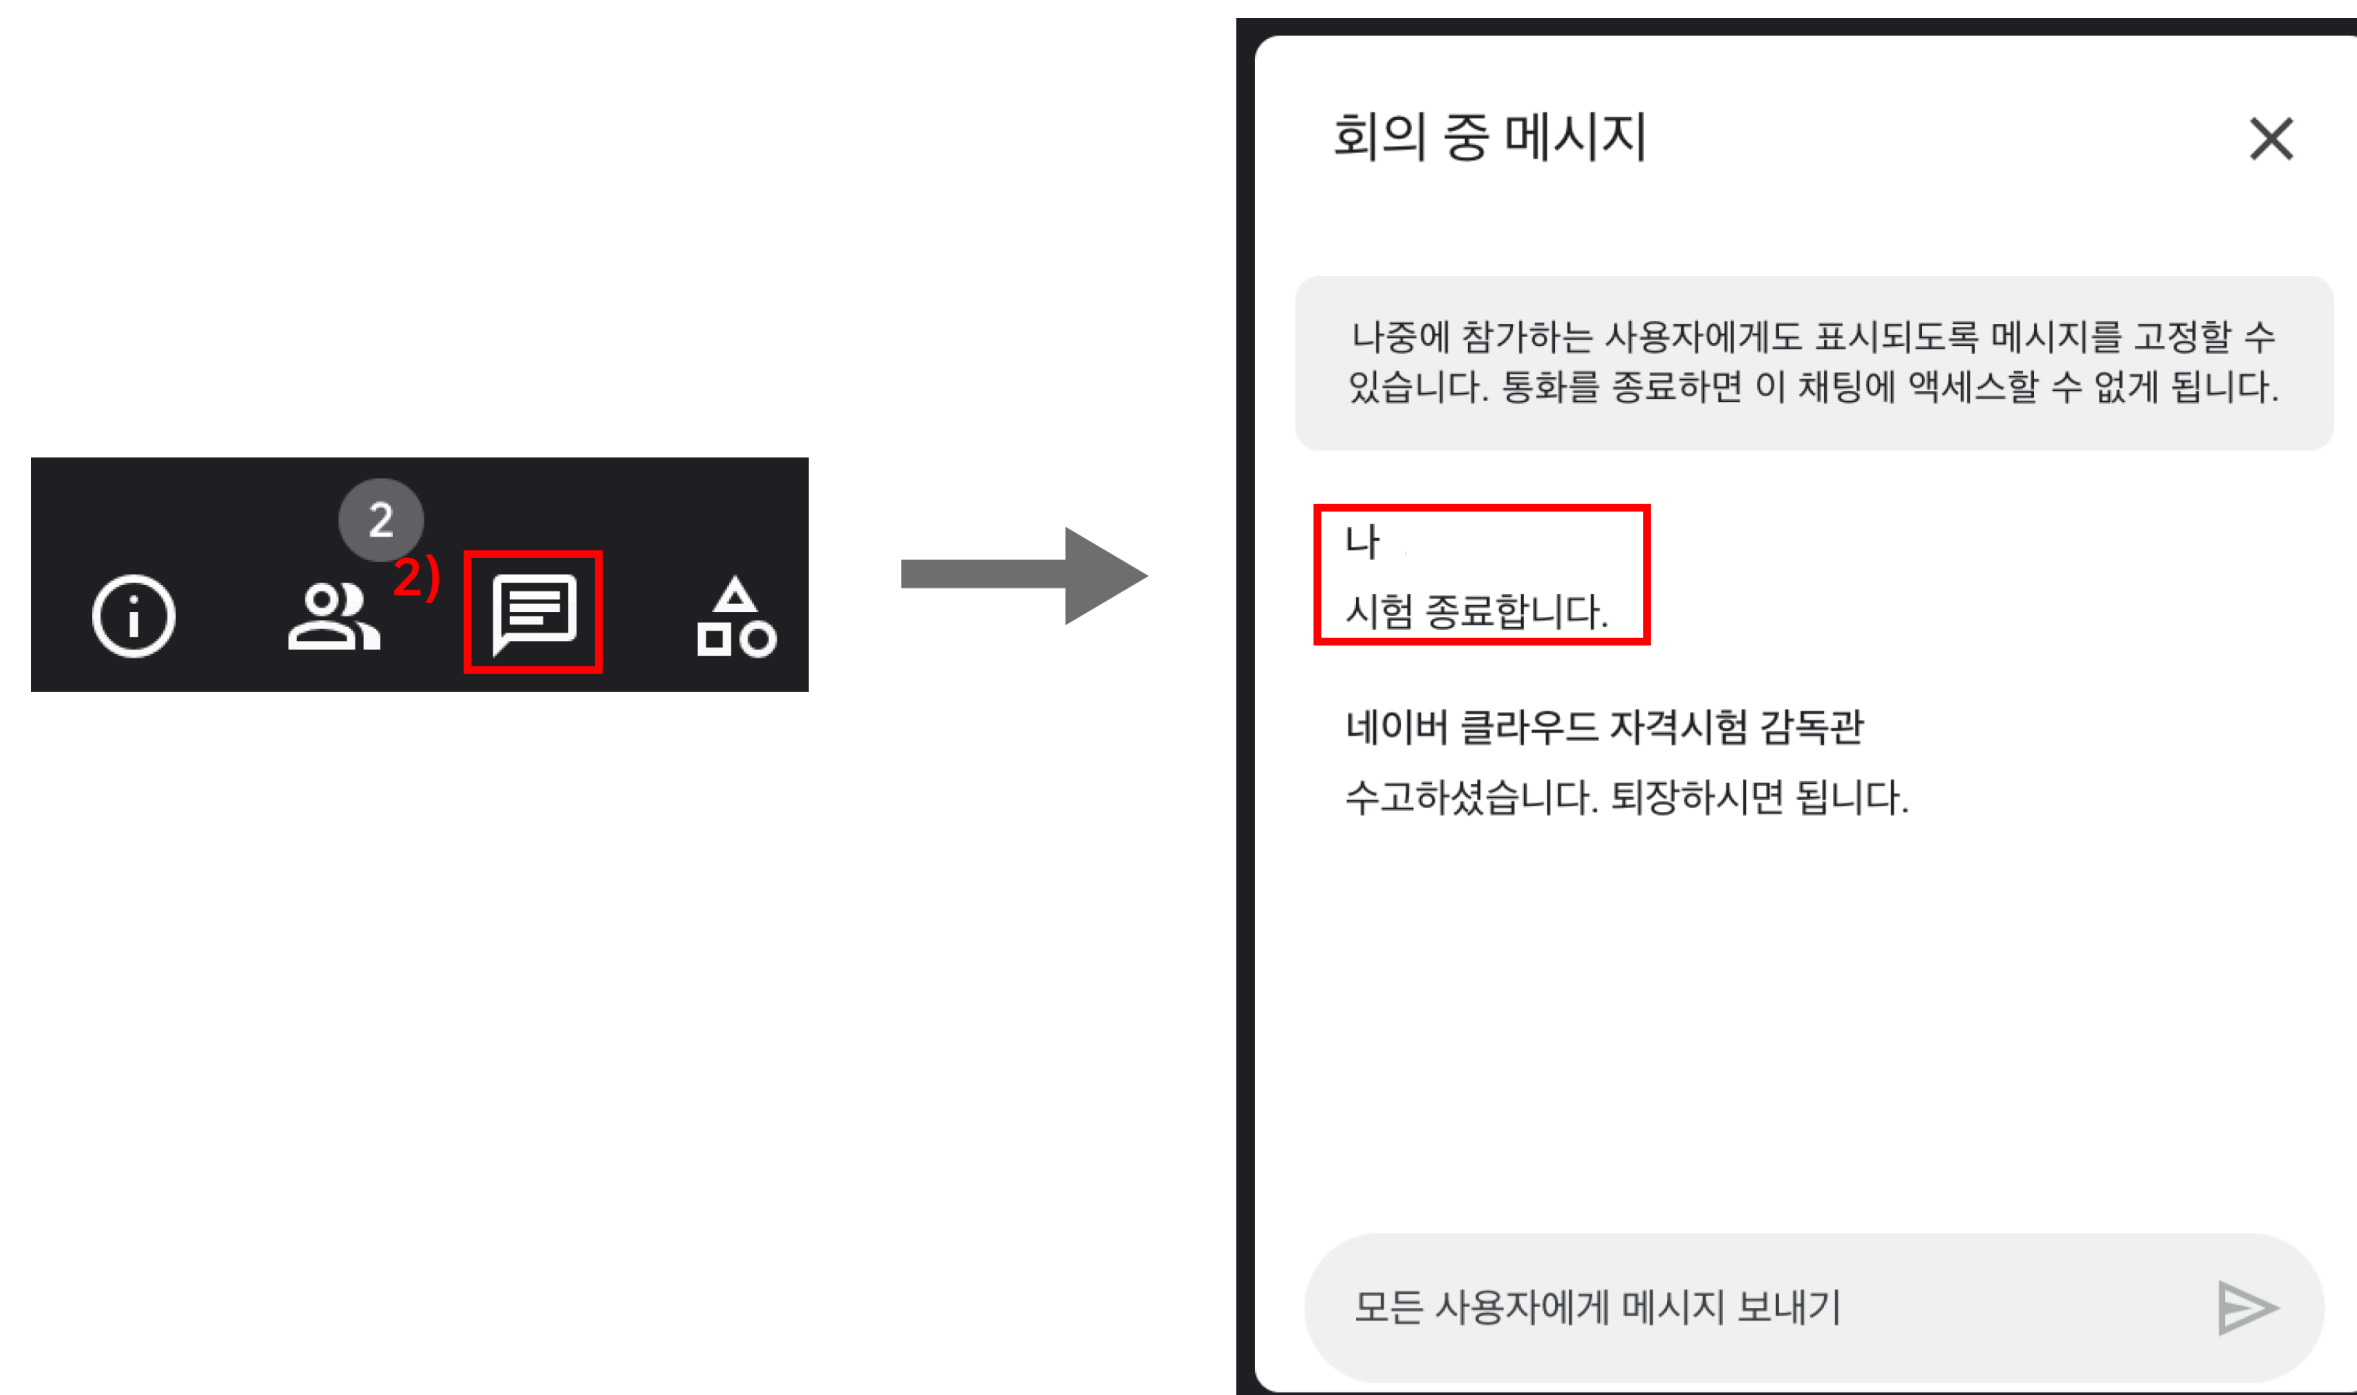 2
2)
회의 중 메시지
나중에 참가하는 사용자에게도 표시되도록 메시지를 고정할 수
있습니다. 통화를 종료하면 이 채팅에 액세스할 수 없게 됩니다.
나
시험 종료합니다.
네이버 클라우드 자격시험 감독관
수고하셨습니다. 퇴장하시면 됩니다.
모든 사용자에게 메시지 보내기